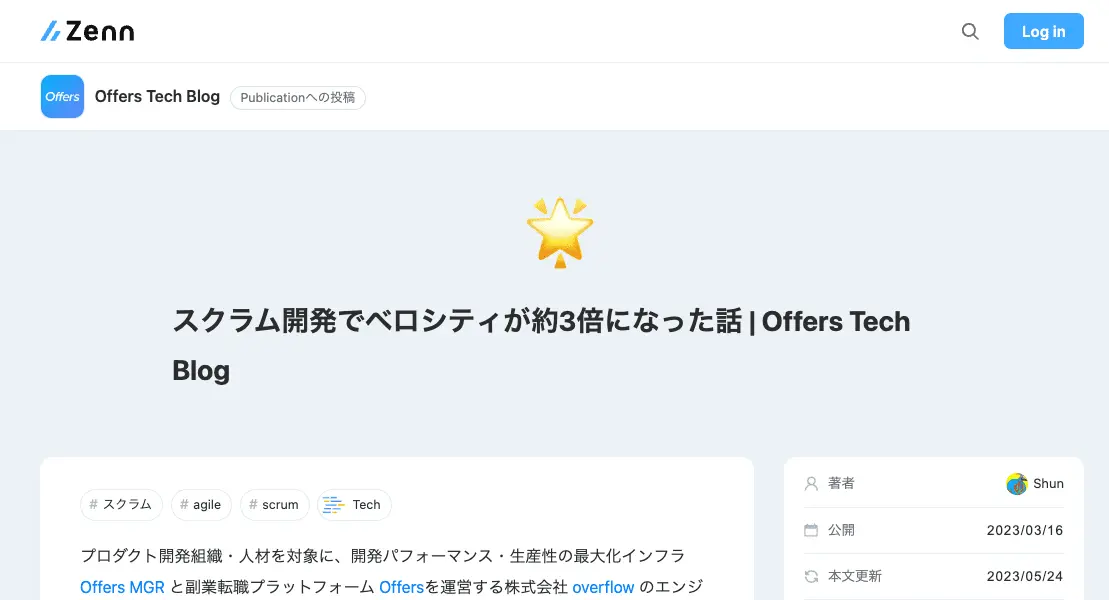 Zenn
Log in
Offers
Offers Tech Blog
Publicationへの投稿
スクラム開発でベロシティが約3倍になった話 | Offers Tech
Blog
# スクラム
# agile
# scrum
Tech
プロダクト開発組織・人材を対象に、開発パフォーマンス・生産性の最大化インフラ
Offers MGR と副業転職プラットフォーム Offersを運営する株式会社 overflow のエンジ
著者
Shun
公開
2023/03/16
本文更新
2023/05/24